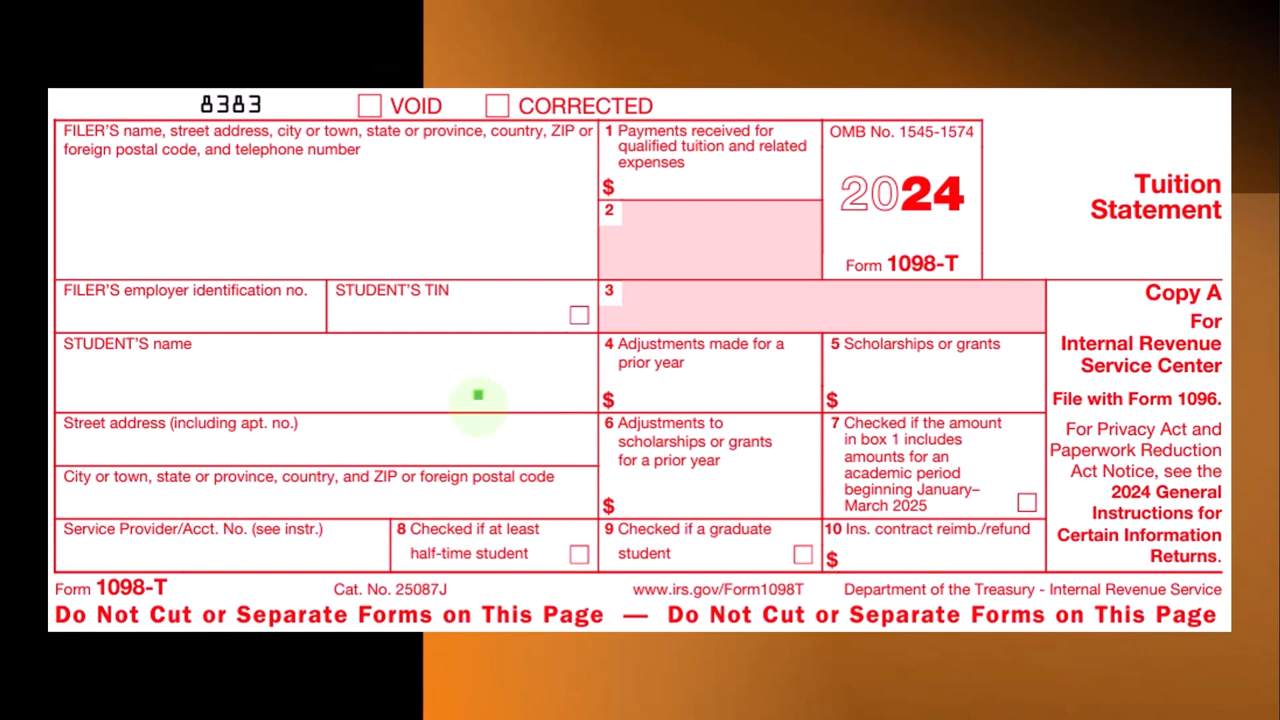 8383 VOID CORRECTED
FILER'S name, street address, city or town, state or province, country, ZIP or
foreign postal code, and telephone number
1 Payments received for
qualified tuition and related
expenses
$
2
OMB No. 1545-1574
2024
Form 1098-T
Tuition
Statement
FILER'S employer identification no.
STUDENT'S TIN
3
Copy A
For
Internal Revenue
Service Center
File with Form 1096.
For Privacy Act and
Paperwork Reduction
Act Notice, see the
2024 General
Instructions for
Certain Information
Returns.
STUDENT'S name
4 Adjustments made for a
prior year
$
5 Scholarships or grants
$
Street address (including apt. no.)
6 Adjustments to
scholarships or grants
for a prior year
$
7 Checked if the amount
in box 1 includes
amounts for an
academic period
beginning January–
March 2025
City or town, state or province, country, and ZIP or foreign postal code
Service Provider/Acct. No. (see instr.)
8 Checked if at least
half-time student
9 Checked if a graduate
student
10 Ins. contract reimb./refund
$
Form 1098-T Cat. No. 25087J www.irs.gov/Form1098T Department of the Treasury - Internal Revenue Service
Do Not Cut or Separate Forms on This Page — Do Not Cut or Separate Forms on This Page